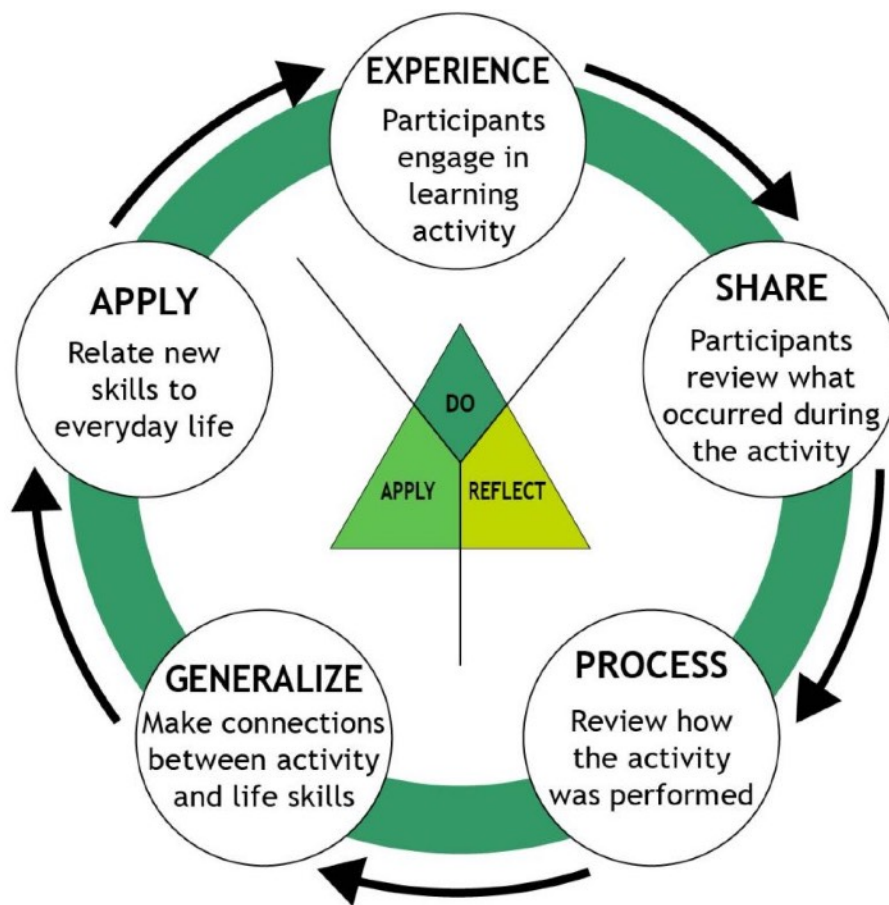 EXPERIENCE
Participants
engage in
learning
activity
SHARE
Participants
review what
occurred during
the activity
PROCESS
Review how
the activity
was performed
GENERALIZE
Make connections
between activity
and life skills
APPLY
Relate new
skills to
everyday life
DO
APPLY
REFLECT